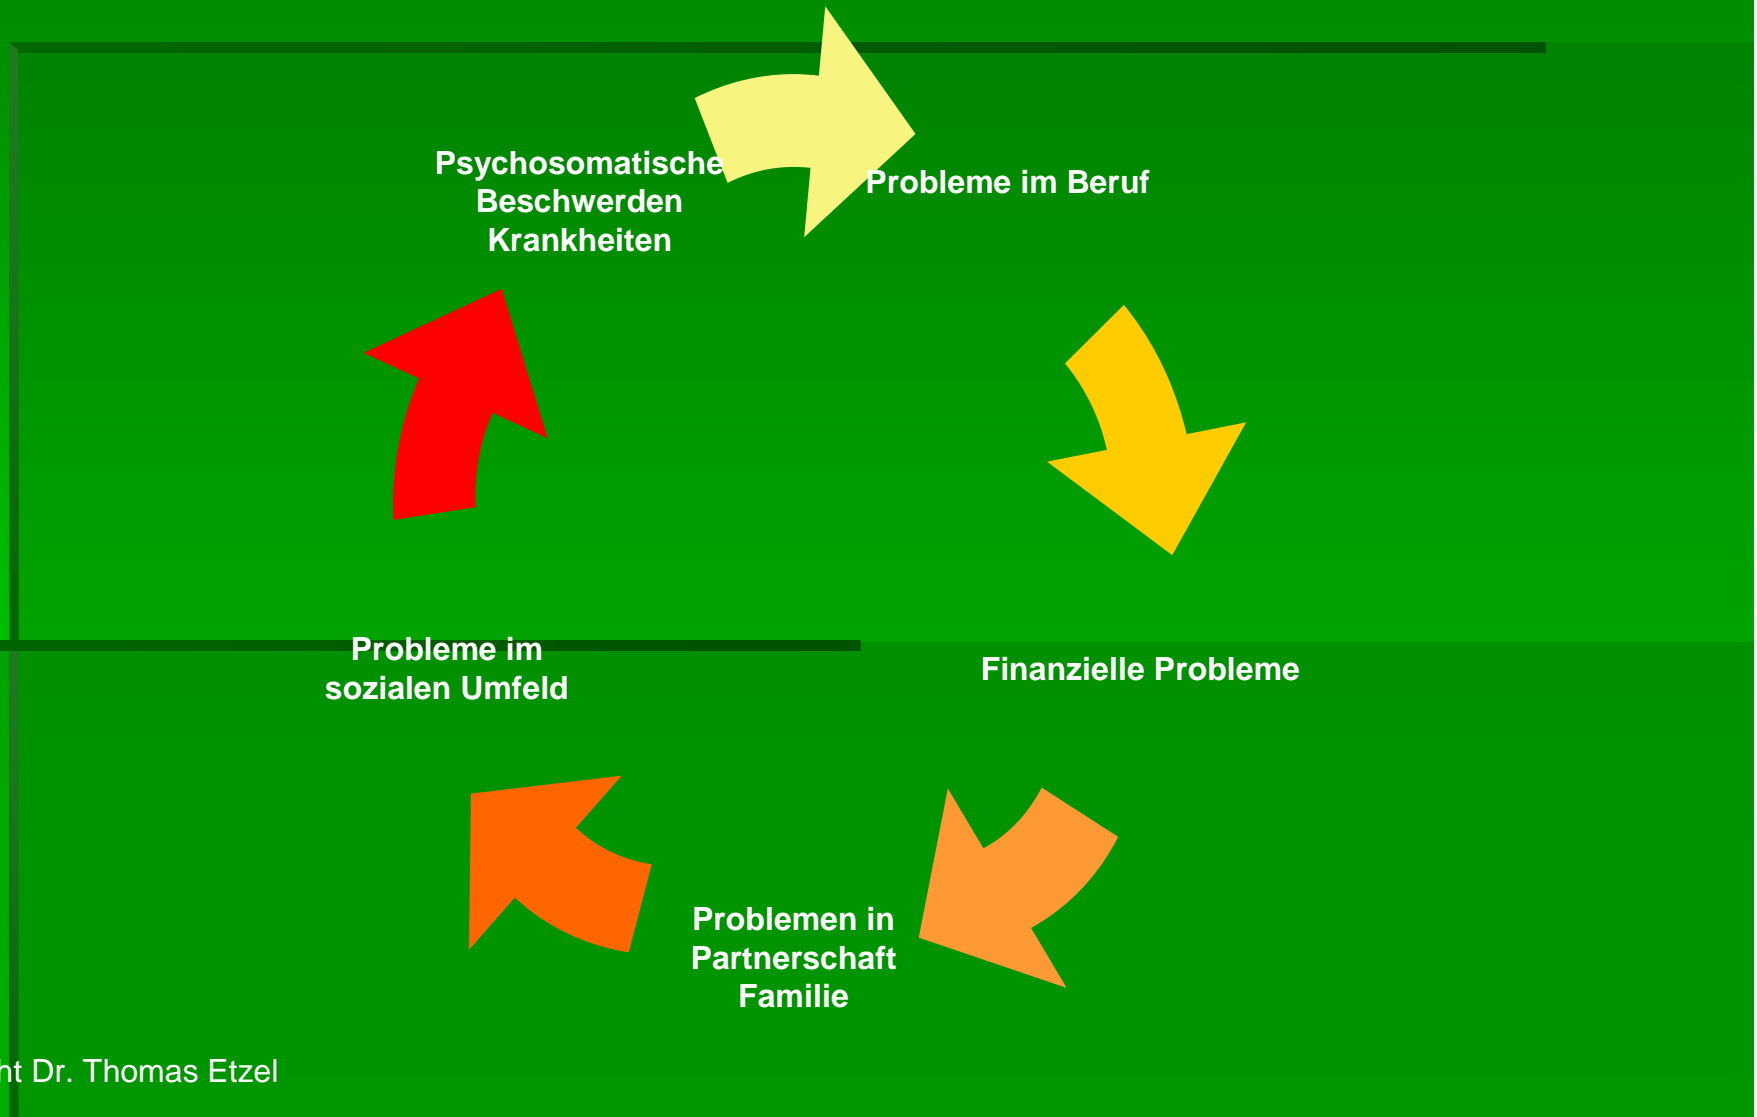 Psychosomatische
Beschwerden
Krankheiten
Probleme im Beruf
Probleme im
sozialen Umfeld
Finanzielle Probleme
Problemen in
Partnerschaft
Familie
Dr. Thomas Etzel